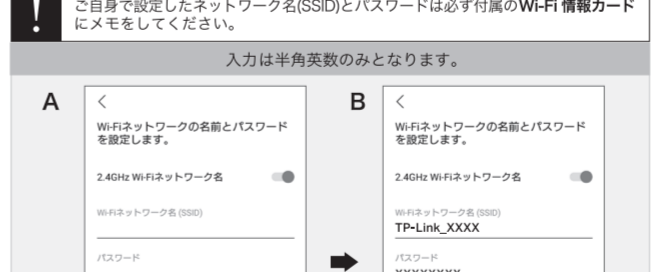 !
ご自身で設定したネットワーク名(SSID)とパスワードは必ず付属のWi-Fi 情報カード
にメモをしてください。
入力は半角英数のみとなります。
A
Wi-Fiネットワークの名前とパスワード
を設定します。
2.4GHz Wi-Fiネットワーク名
Wi-Fiネットワーク名 (SSID)
パスワード
B
Wi-Fiネットワークの名前とパスワード
を設定します。
2.4GHz Wi-Fiネットワーク名
Wi-Fiネットワーク名 (SSID)
TP-Link_XXXX
パスワード
XXXXXXXX